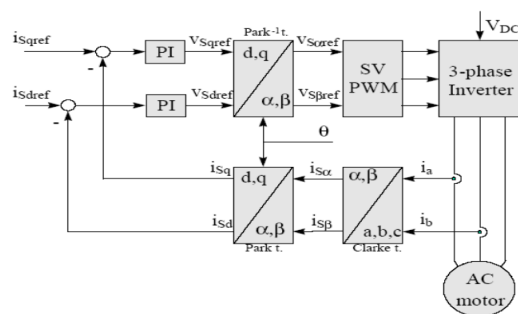 Park⁻¹t.
V_DC
i_Sqref
PI
v_Sqref
d,q
v_Sαref
SV
PWM
3-phase
Inverter
-
i_Sdref
PI
v_Sdref
α,β
v_Sβref
-
θ
i_Sq
d,q
i_Sα
α,β
i_a
i_Sd
α,β
i_Sβ
a,b,c
i_b
Park t.
Clarke t.
AC
motor